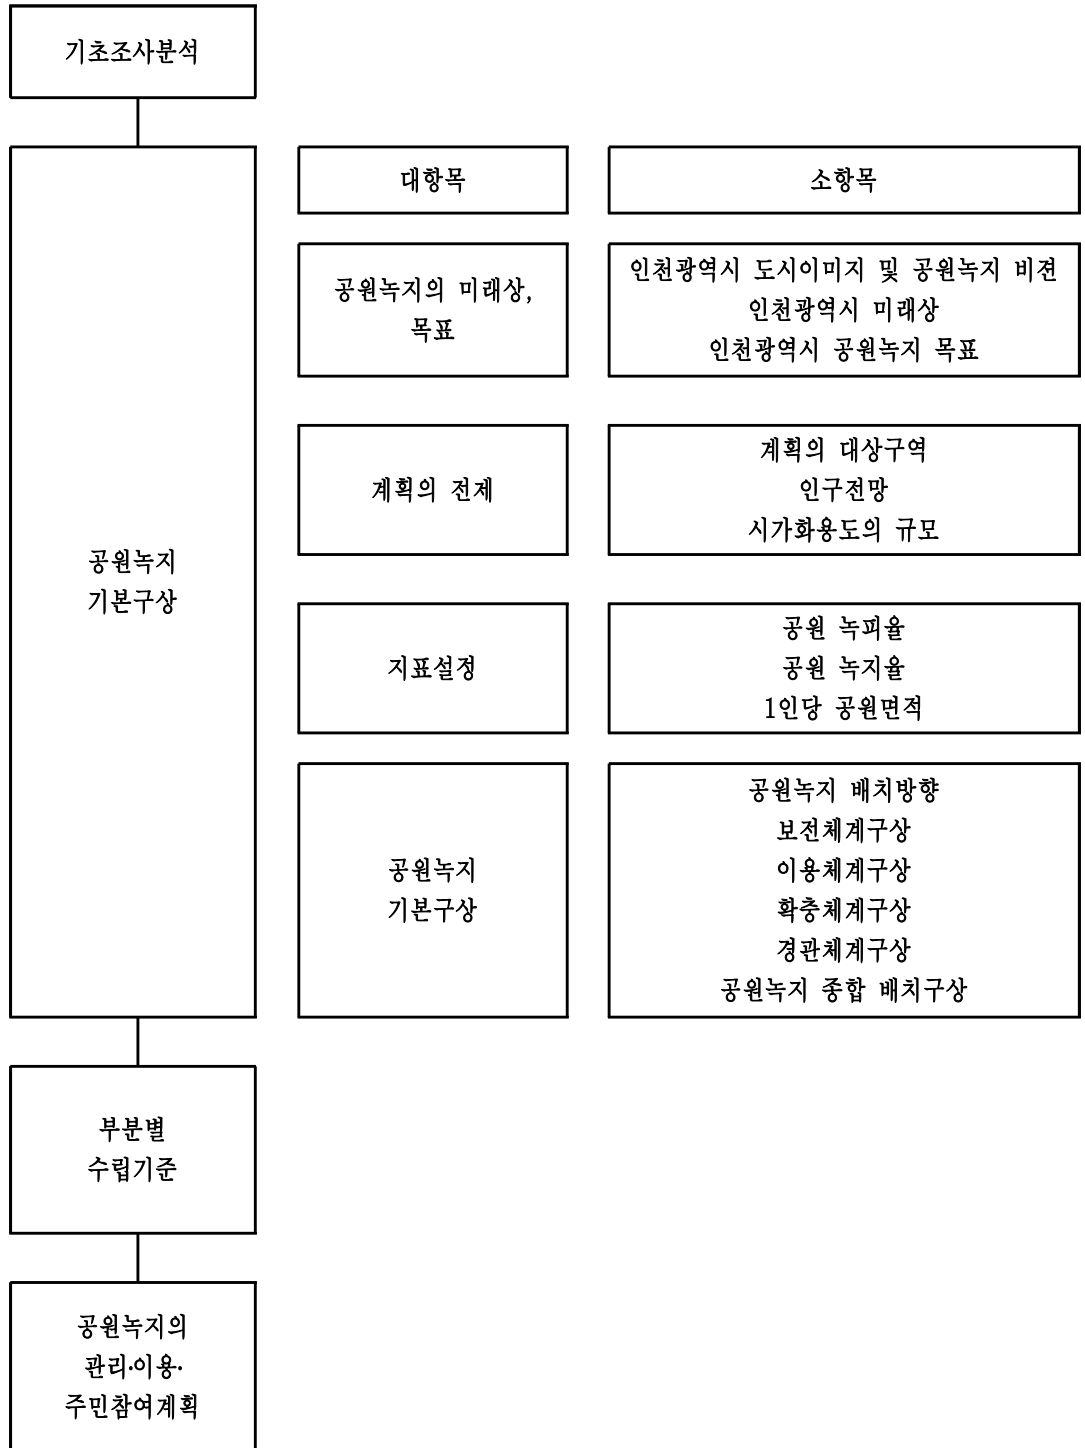 기초조사분석
공원녹지
기본구상
대항목
소항목
공원녹지의 미래상,
목표
인천광역시 도시이미지 및 공원녹지 비젼
인천광역시 미래상
인천광역시 공원녹지 목표
계획의 전제
계획의 대상구역
인구전망
시가화용도의 규모
지표설정
공원 녹피율
공원 녹지율
1인당 공원면적
공원녹지
기본구상
공원녹지 배치방향
보전체계구상
이용체계구상
확충체계구상
경관체계구상
공원녹지 종합 배치구상
부분별
수립기준
공원녹지의
관리·이용·
주민참여계획